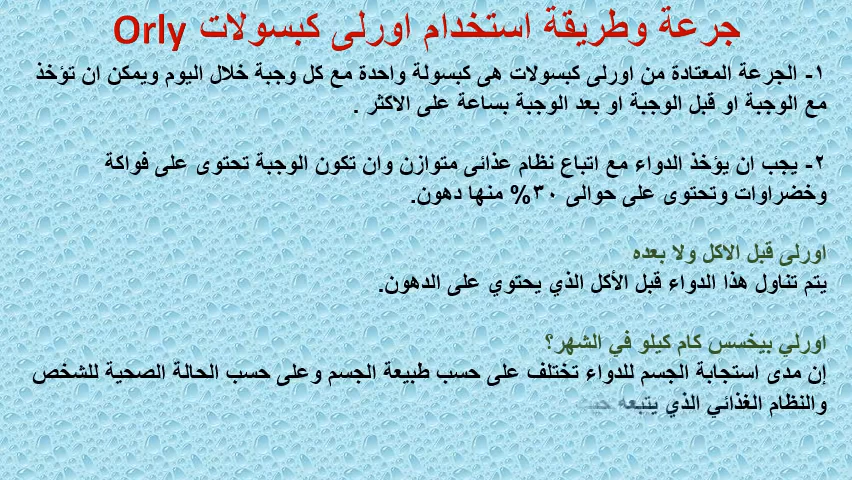 جرعة وطريقة استخدام اورلى كبسولات Orly
١- الجرعة المعتادة من اورلى كبسولات هى كبسولة واحدة مع كل وجبة خلال اليوم ويمكن ان تؤخذ
مع الوجبة او قبل الوجبة او بعد الوجبة بساعة على الاكثر .
٢- يجب ان يؤخذ الدواء مع اتباع نظام عذائى متوازن وان تكون الوجبة تحتوى على فواكة
وخضراوات وتحتوى على حوالى ٣٠% منها دهون.
اورلى قبل الاكل ولا بعده
يتم تناول هذا الدواء قبل الأكل الذي يحتوي على الدهون.
اورلي بيخسس كام كيلو في الشهر؟
إن مدى استجابة الجسم للدواء تختلف على حسب طبيعة الجسم وعلى حسب الحالة الصحية للشخص
والنظام الغذائي الذي يتبعه